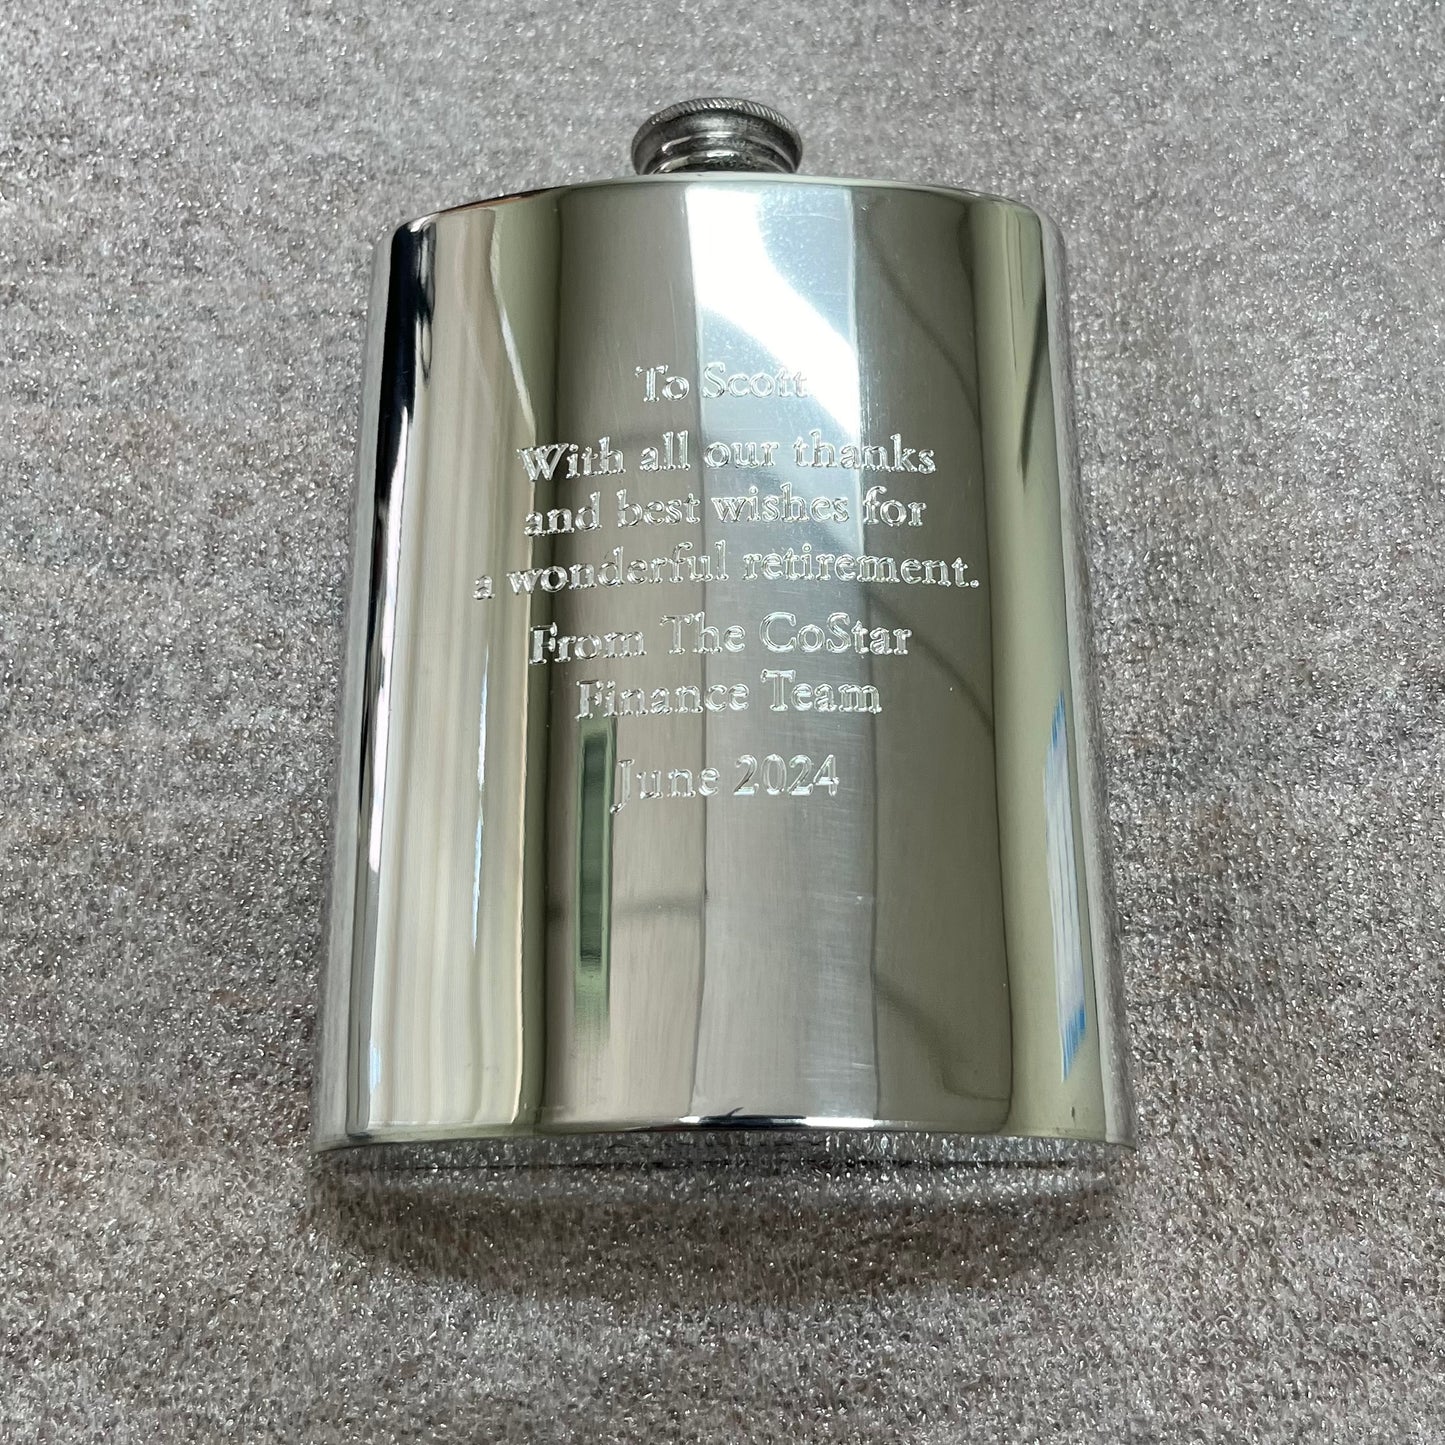 To Scott
With all our thanks
and best wishes for
a wonderful retirement.
From The CoStar
Finance Team
June 2024